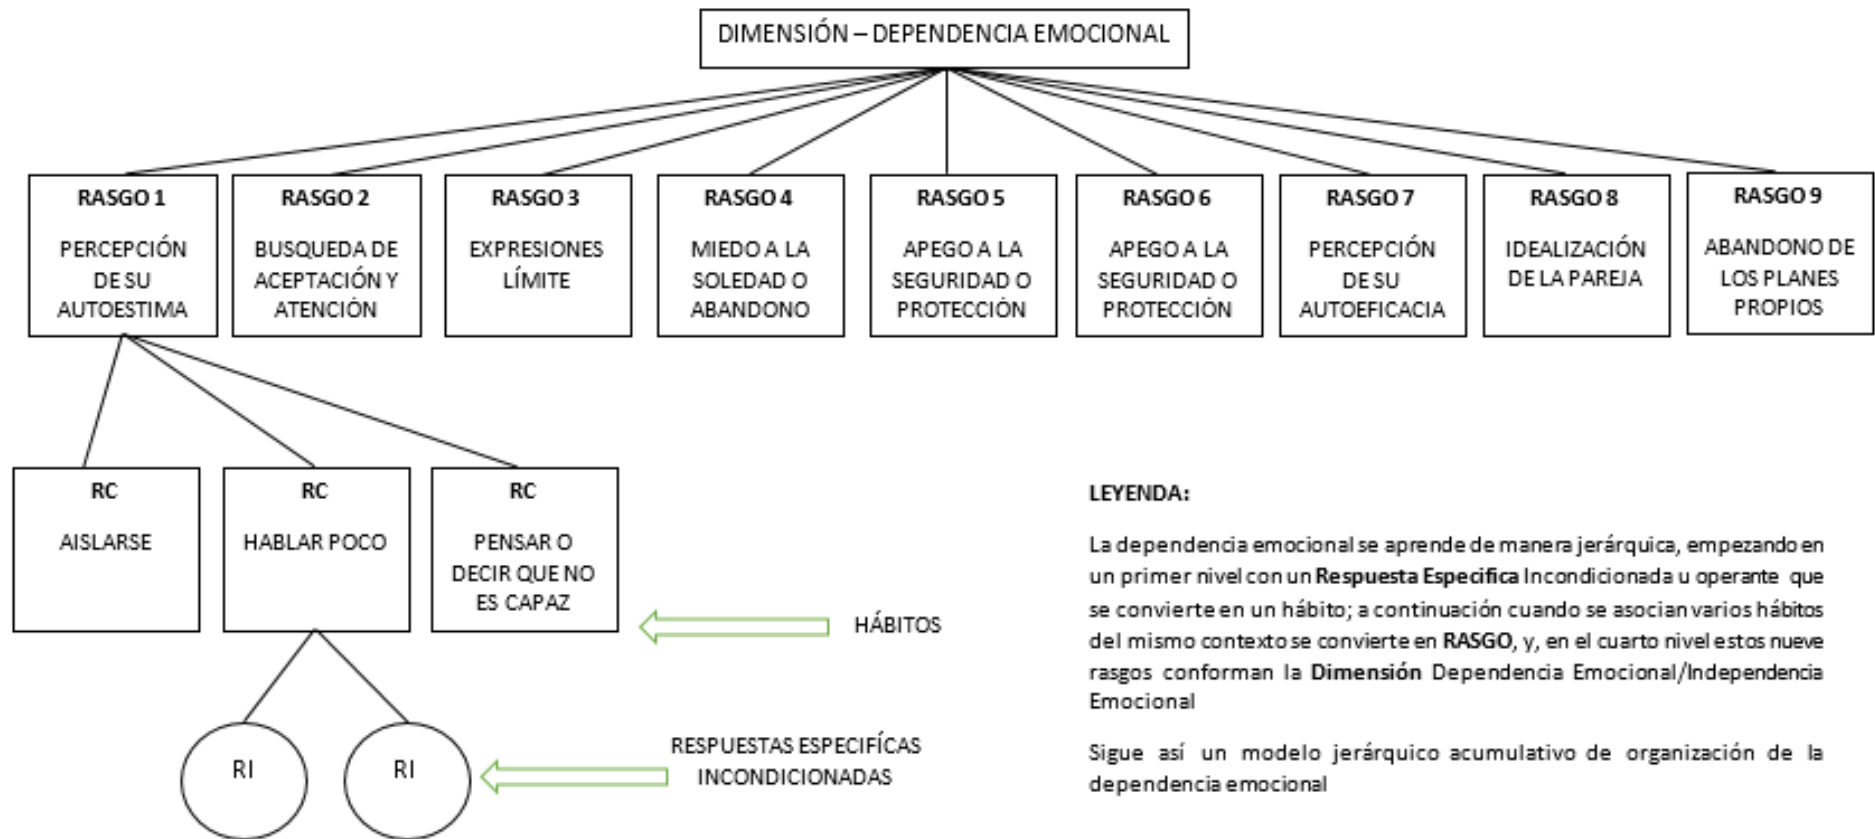 DIMENSIÓN – DEPENDENCIA EMOCIONAL
RASGO 1
PERCEPCIÓN
DE SU
AUTOESTIMA
RASGO 2
BUSQUEDA DE
ACEPTACIÓN Y
ATENCIÓN
RASGO 3
EXPRESIONES
LÍMITE
RASGO 4
MIEDO A LA
SOLEDAD O
ABANDONO
RASGO 5
APEGO A LA
SEGURIDAD O
PROTECCIÓN
RASGO 6
APEGO A LA
SEGURIDAD O
PROTECCIÓN
RASGO 7
PERCEPCIÓN
DE SU
AUTOEFICACIA
RASGO 8
IDEALIZACIÓN
DE LA PAREJA
RASGO 9
ABANDONO DE
LOS PLANES
PROPIOS
RC
AISLARSE
RC
HABLAR POCO
RC
PENSAR O
DECIR QUE NO
ES CAPAZ
HÁBITOS
RI
RI
RESPUESTAS ESPECIFÍCAS
INCONDICIONADAS
LEYENDA:
La dependencia emocional se aprende de manera jerárquica, empezando en
un primer nivel con un Respuesta Especifica Incondicionada u operante que
se convierte en un hábito; a continuación cuando se asocian varios hábitos
del mismo contexto se convierte en RASGO, y, en el cuarto nivel estos nueve
rasgos conforman la Dimensión Dependencia Emocional/Independencia
Emocional
Sigue así un modelo jerárquico acumulativo de organización de la
dependencia emocional